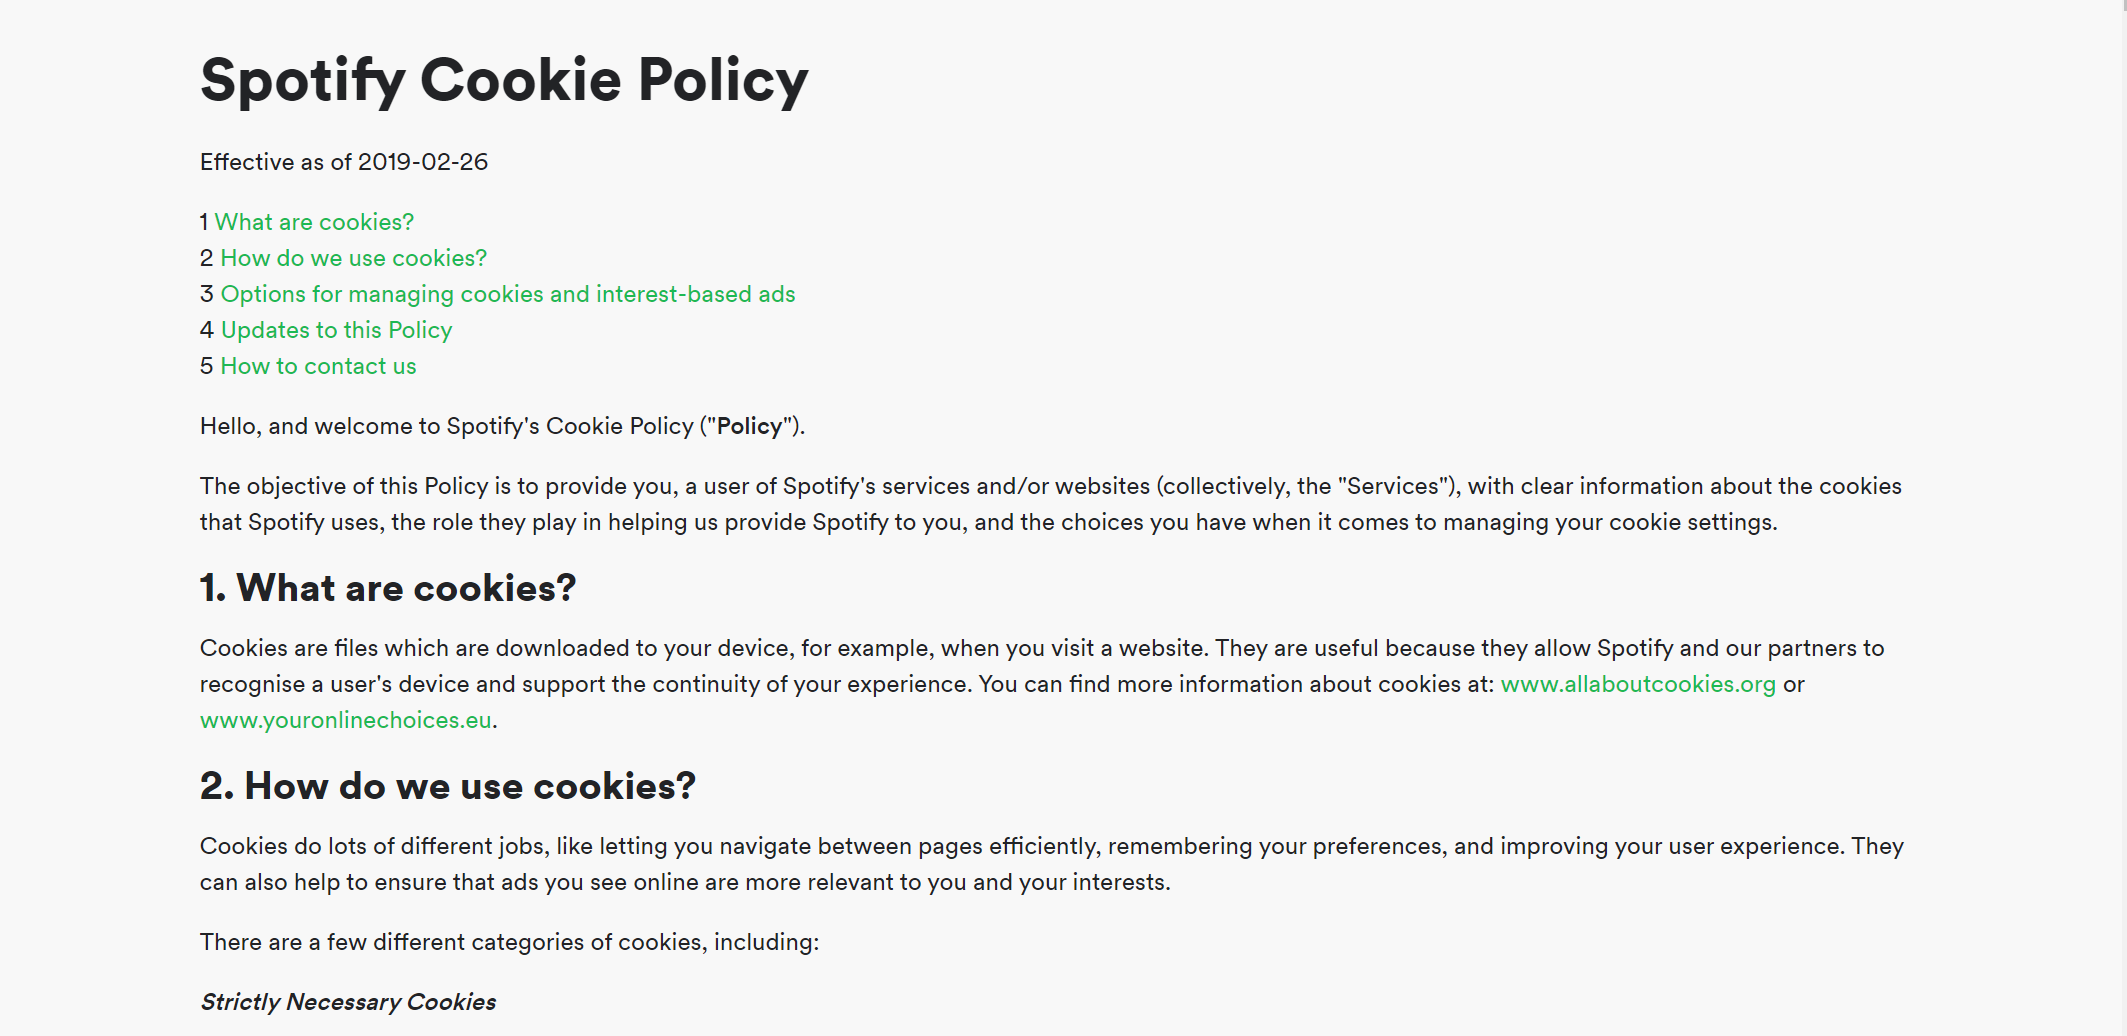 Spotify Cookie Policy
Effective as of 2019-02-26
1 What are cookies?
2 How do we use cookies?
3 Options for managing cookies and interest-based ads
4 Updates to this Policy
5 How to contact us
Hello, and welcome to Spotify's Cookie Policy ("Policy").
The objective of this Policy is to provide you, a user of Spotify's services and/or websites (collectively, the "Services"), with clear information about the cookies
that Spotify uses, the role they play in helping us provide Spotify to you, and the choices you have when it comes to managing your cookie settings.
1. What are cookies?
Cookies are files which are downloaded to your device, for example, when you visit a website. They are useful because they allow Spotify and our partners to
recognise a user's device and support the continuity of your experience. You can find more information about cookies at: www.allaboutcookies.org or
www.youronlinechoices.eu.
2. How do we use cookies?
Cookies do lots of different jobs, like letting you navigate between pages efficiently, remembering your preferences, and improving your user experience. They
can also help to ensure that ads you see online are more relevant to you and your interests.
There are a few different categories of cookies, including:
Strictly Necessary Cookies